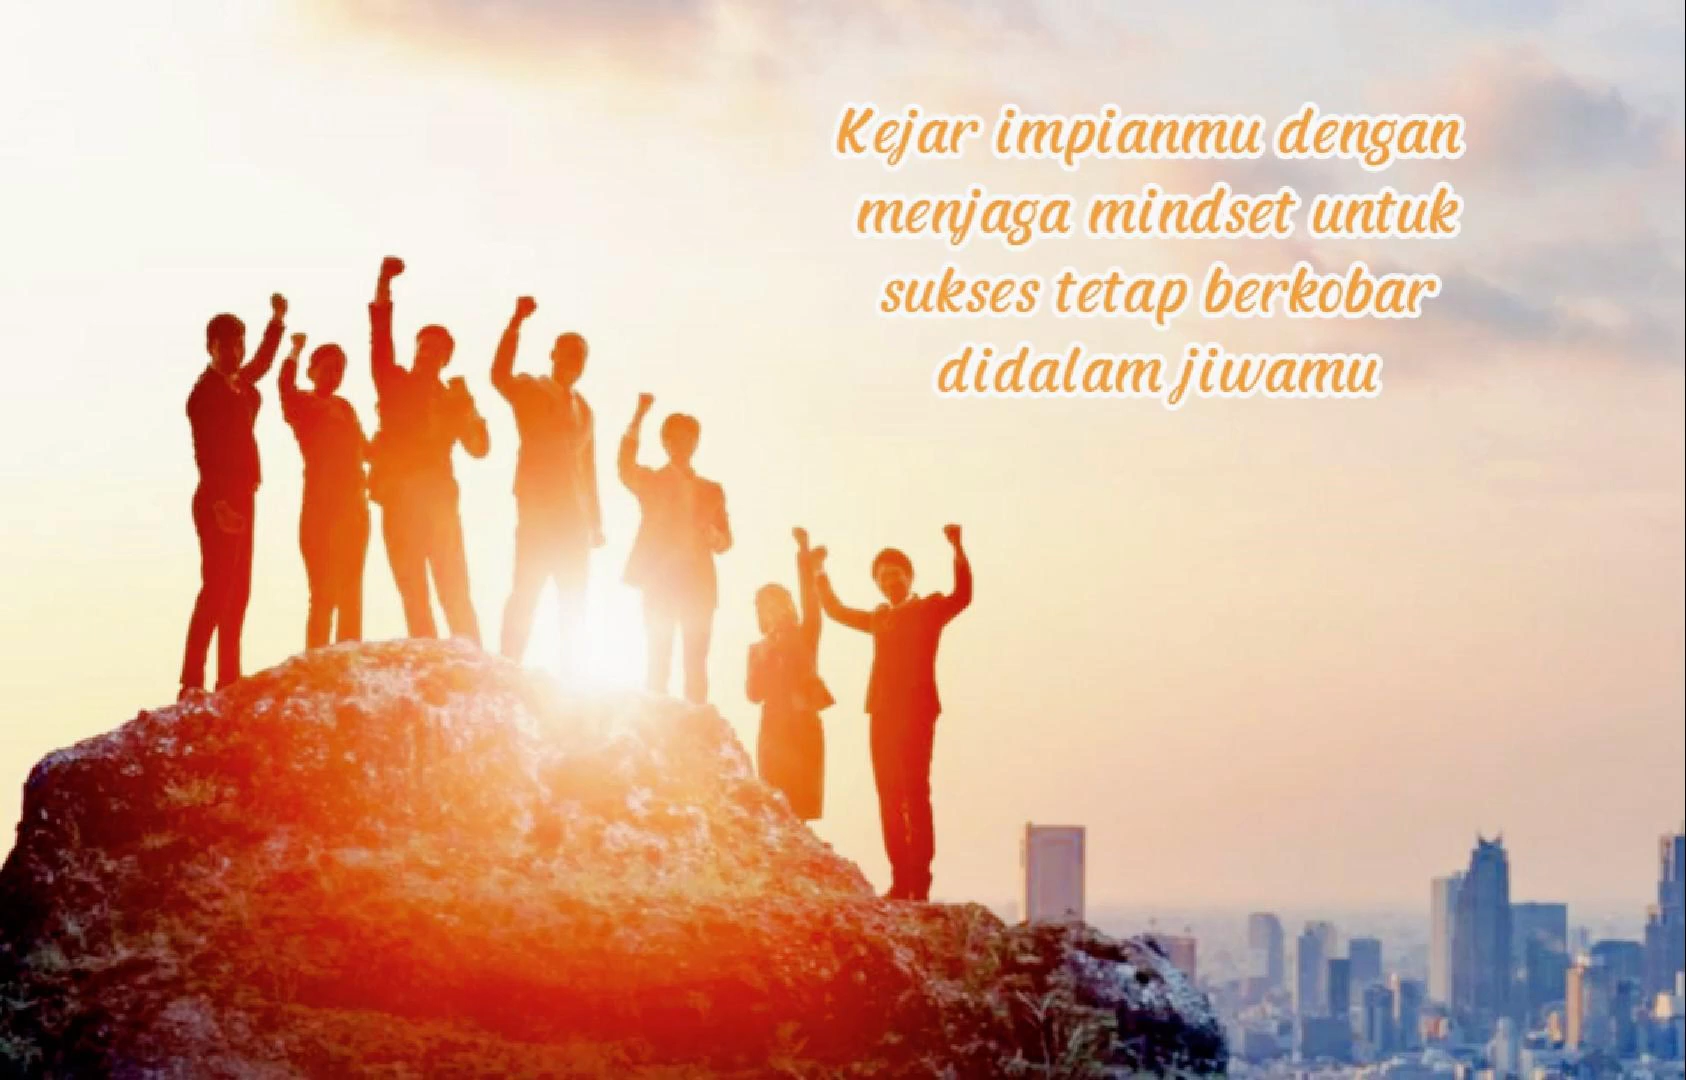 Kejar impianmu dengan
menjaga mindset untuk
sukses tetap berkobar
didalam jiwamu